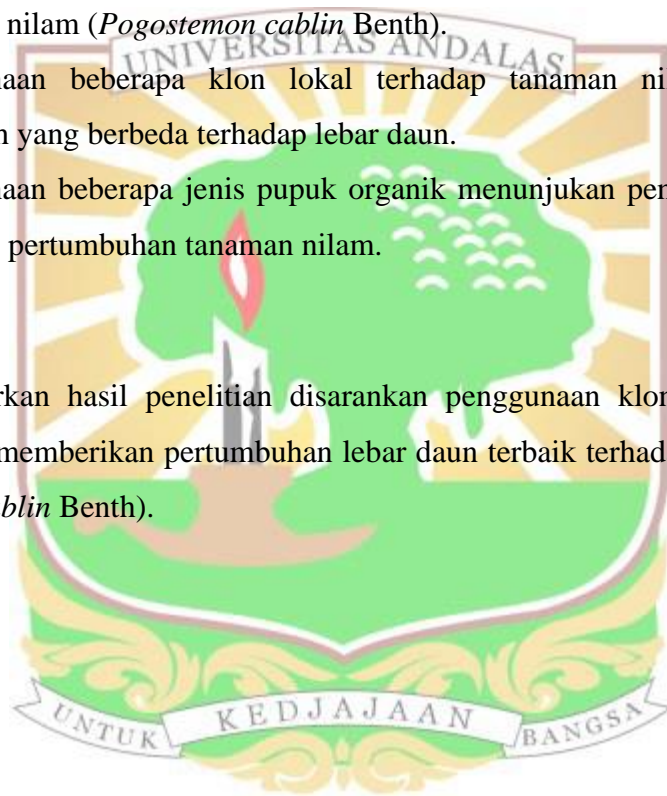 nilam (Pogostemon cablin Benth).
UNIVERSITAS ANDALAS
naan beberapa klon lokal terhadap tanaman ni
n yang berbeda terhadap lebar daun.
naan beberapa jenis pupuk organik menunjukan pen
pertumbuhan tanaman nilam.
rkan hasil penelitian disarankan penggunaan klon
memberikan pertumbuhan lebar daun terbaik terhad
blin Benth).
UNTUK KEDJAJAAN BANGSA